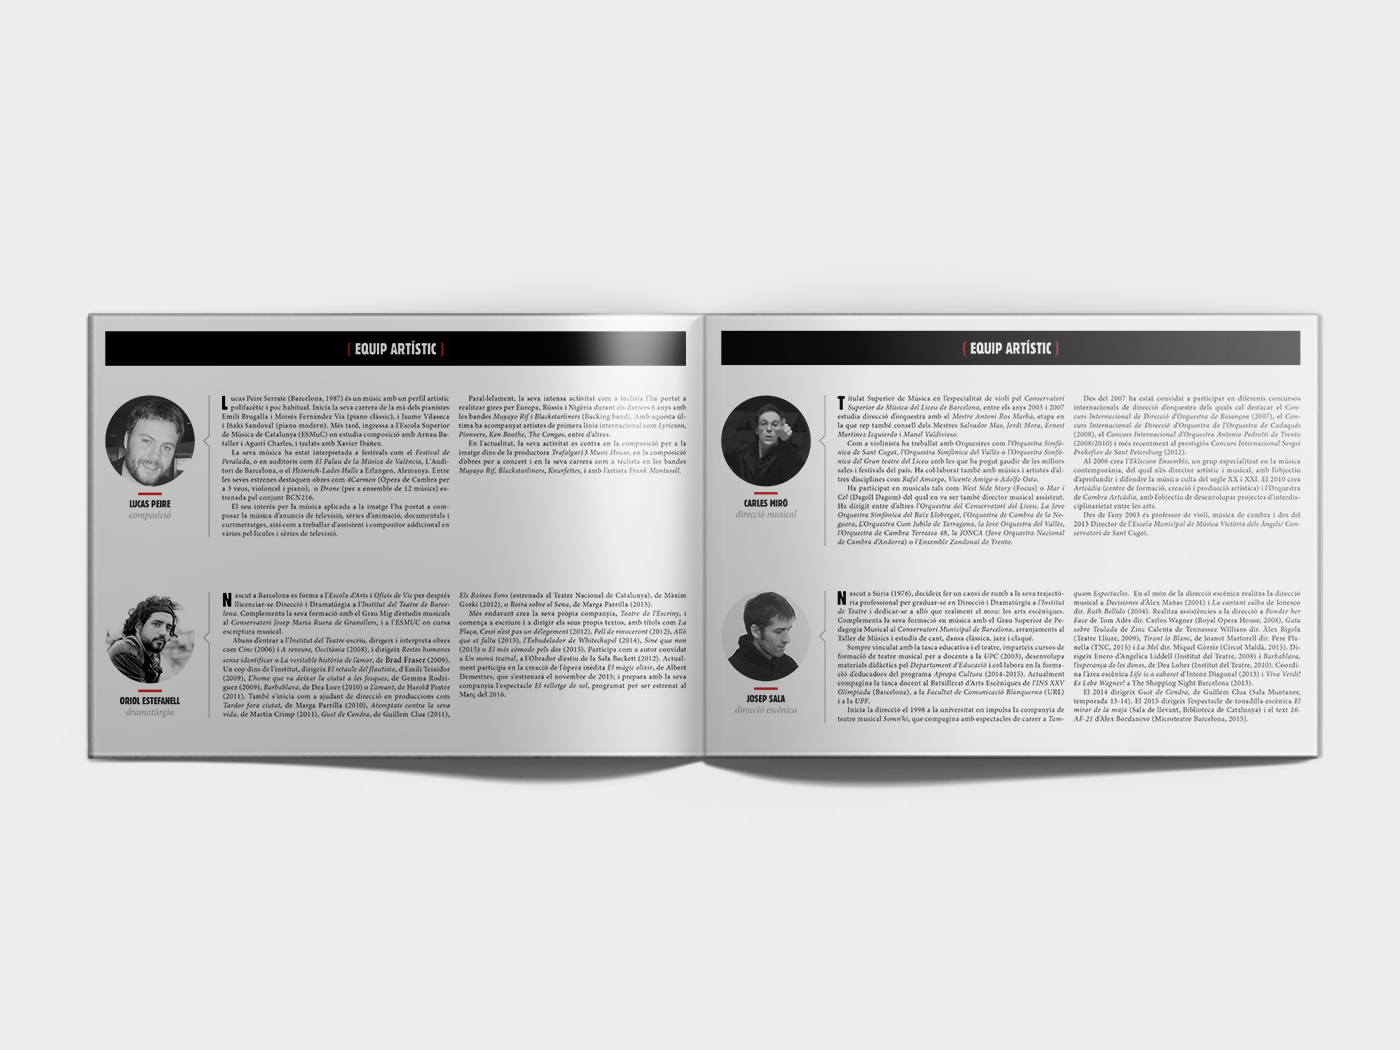 { EQUIP ARTÍSTIC }
LUCAS PEIRE
composició
Lucas Peire Serrate (Barcelona, 1987) és un músic amb un perfil artístic
polifacètic i poc habitual. Inicia la seva carrera de la mà dels pianistes
Emili Brugalla i Moisés Fernández Via (piano clàssic), i Jaume Vilaseca
i Iñaki Sandoval (piano modern). Més tard, ingressa a l'Escola Superior
de Música de Catalunya (ESMuC) on estudia composició amb Arnau Ba-
taller i Agustí Charles, i teclats amb Xavier Ibáñez.
La seva música ha estat interpretada a festivals com el Festival de
Peralada, o en auditoris com El Palau de la Música de València, L'Audi-
tori de Barcelona, o el Heinrich-Lades Halle a Erlangen, Alemanya. Entre
les seves estrenes destaquen obres com 4Carmen (Òpera de Cambra per
a 3 veus, violoncel i piano), o Drone (per a ensemble de 12 músics) es-
trenada pel conjunt BCN216.
El seu interés per la música aplicada a la imatge l'ha portat a com-
posar la música d'anuncis de televisió, sèries d'animació, documentals i
curtmetratges, així com a treballar d'assistent i compositor addicional en
vàries pel·lícules i sèries de televisió.
Paral·lelament, la seva intensa activitat com a teclista l'ha portat a
realitzar gires per Europa, Rússia i Nigèria durant els darrers 6 anys amb
les bandes Muyayo Rif i Blackstarliners (Backing band). Amb aquesta úl-
tima ha acompanyat artistes de primera línia internacional com Lyricson,
Pioneers, Ken Boothe, The Congos, entre d'altres.
En l'actualitat, la seva activitat es centra en la composició per a la
imatge dins de la productora Trafalgar13 Music House, en la composició
d'obres per a concert i en la seva carrera com a teclista en les bandes
Muyayo Rif, Blackstarliners, Knurfettes, i amb l'artista Frank Montasell.
ORIOL ESTEFANELL
dramatúrgia
Nascut a Barcelona es forma a l'Escola d'Arts i Oficis de Vic per després
llicenciar-se Direcció i Dramatúrgia a l'Institut del Teatre de Barce-
lona. Complementa la seva formació amb el Grau Mig d'estudis musicals
al Conservatori Josep Maria Ruera de Granollers, i a l'ESMUC on cursa
escriptura musical.
Abans d'entrar a l'Institut del Teatre escriu, dirigeix i interpreta obres
com Cinc (2006) i A reveure, Occitània (2008), i dirigeix Restes humanes
sense identificar o La veritable història de l'amor, de Brad Fraser (2009).
Un cop dins de l'institut, dirigeix El retaule del flautista, d'Emili Teixidor
(2009), L'home que va deixar la ciutat a les fosques, de Gemma Rodrí-
guez (2009), Barbablava, de Dea Loer (2010) o L'amant, de Harold Pinter
(2011). També s'inicia com a ajudant de direcció en produccions com
Tardor fora ciutat, de Marga Parrilla (2010), Atemptats contra la seva
vida, de Martin Crimp (2011), Gust de Cendra, de Guillem Clua (2011),
Els Baixos Fons (estrenada al Teatre Nacional de Catalunya), de Màxim
Gorki (2012), o Boira sobre el Sena, de Marga Parrilla (2013).
Més endavant crea la seva pròpia companyia, Teatre de l'Escriny, i
comença a escriure i a dirigir els seus propis textos, amb títols com La
Plaça, Cessi n'est pas un délegement (2012), Pell de rinoceront (2012), Allò
que et falta (2013), L'Esbudelador de Whitechapel (2014), Sine qua non
(2015) o El més còmode pels dos (2015). Participa com a autor convidat
a Un menú teatral, a l'Obrador d'estiu de la Sala Beckett (2012). Actual-
ment participa en la creació de l'òpera inèdita El màgic elixir, de Albert
Demestres, que s'estrenarà el novembre de 2015; i prepara amb la seva
companyia l'espectacle El rellotge de sol, programat per ser estrenat al
Març del 2016.
{ EQUIP ARTÍSTIC }
CARLES MIRÓ
direcció musical
Titulat Superior de Música en l'especialitat de violí pel Conservatori
Superior de Música del Liceu de Barcelona, entre els anys 2003 i 2007
estudia direcció d'orquestra amb el Mestre Antoni Ros Marbà, etapa en
la que rep també consell dels Mestres Salvador Mas, Jordi Mora, Ernest
Martínez Izquierdo i Manel Valdivieso.
Com a violinista ha treballat amb Orquestres com l'Orquestra Simfò-
nica de Sant Cugat, l'Orquestra Simfònica del Vallès o l'Orquestra Simfò-
nica del Gran teatre del Liceu amb les que ha pogut gaudir de les millors
sales i festivals del país. Ha col·laborat també amb músics i artistes d'al-
tres disciplines com Rafel Amargo, Vicente Amigo o Adolfo Osta.
Ha participat en musicals tals com West Side Story (Focus) o Mar i
Cel (Dagoll Dagom) del qual en va ser també director musical assistent.
Ha dirigit entre d'altres l'Orquestra del Conservatori del Liceu, La Jove
Orquestra Simfònica del Baix Llobregat, l'Orquestra de Cambra de la No-
guera, L'Orquestra Cum Jubilo de Tarragona, la Jove Orquestra del Vallès,
l'Orquestra de Cambra Terrassa 48, la JONCA (Jove Orquestra Nacional
de Cambra d'Andorra) o l'Ensemble Zandonai de Trento.
Des del 2007 ha estat convidat a participar en diferents concursos
internacionals de direcció d'orquestra dels quals cal destacar el Con-
curs Internacional de Direcció d'Orquestra de Besançon (2007), el Con-
curs Internacional de Direcció d'Orquestra de l'Orquestra de Cadaqués
(2008), el Concurs Internacional d'Orquestra Antonio Pedrotti de Trento
(2008/2010) i més recentment al prestigiós Concurs Internacional Sergei
Prokofiev de Sant Petersburg (2012).
Al 2006 crea l'Eklecson Ensemble, un grup especialitzat en la música
contemporània, del qual n'és director artístic i musical, amb l'objectiu
d'aprofundir i difondre la música culta del segle XX i XXI. El 2010 crea
Artcàdia (centre de formació, creació i producció artística) i l'Orquestra
de Cambra Artcàdia, amb l'objectiu de desenvolupar projectes d'interdis-
ciplinarietat entre les arts.
Des de l'any 2003 és professor de violí, música de cambra i des del
2013 Director de l'Escola Municipal de Música Victòria dels Àngels/ Con-
servatori de Sant Cugat.
JOSEP SALA
direcció escènica
Nascut a Súria (1976), decideix fer un canvi de rumb a la seva trajectò-
ria professional per graduar-se en Direcció i Dramatúrgia a l'Institut
del Teatre i dedicar-se a allò que realment el mou: les arts escèniques.
Complementa la seva formació en música amb el Grau Superior de Pe-
dagogia Musical al Conservatori Municipal de Barcelona, arranjaments al
Taller de Músics i estudis de cant, dansa clàssica, jazz i claqué.
Sempre vinculat amb la tasca educativa i el teatre, imparteix cursos de
formació de teatre musical per a docents a la UPC (2003), desenvolupa
materials didàctics pel Departament d'Educació i col·labora en la forma-
ció d'educadors del programa Apropa Cultura (2014-2015). Actualment
compagina la tasca docent al Batxillerat d'Arts Escèniques de l'INS XXV
Olimpíada (Barcelona), a la Facultat de Comunicació Blanquerna (URL)
i a la UPF.
Inicia la direcció el 1998 a la universitat on impulsa la companyia de
teatre musical Somn'hi, que compagina amb espectacles de carrer a Tam-
quam Espectacles. En el món de la direcció escènica realitza la direcció
musical a Decisiones d'Àlex Mañas (2001) i La cantant calba de Ionesco
dir. Ruth Bellido (2004). Realitza assistències a la direcció a Powder her
Face de Tom Adés dir. Carlos Wagner (Royal Opera House, 2008), Gata
sobre Teulada de Zinc Calenta de Tennessee Willians dir. Àlex Rigola
(Teatre Lliure, 2009), Tirant lo Blanc, de Joanot Martorell dir. Pere Pla-
nella (TNC, 2015) i La Mel dir. Miquel Górriz (Círcol Maldà, 2015). Di-
rigeix Enero d'Angelica Liddell (Institut del Teatre, 2008) i Barbablava,
l'esperança de les dones, de Dea Loher (Institut del Teatre, 2010). Coordi-
na l'àrea escènica Life is a cabaret d'Intenz Diagonal (2013) i Viva Verdi!
Es Lebe Wagner! a The Shopping Night Barcelona (2013).
El 2014 dirigeix Gust de Cendra, de Guillem Clua (Sala Muntaner,
temporada 13-14). El 2015 dirigeix l'espectacle de tonadilla escènica El
mirar de la maja (Sala de llevant, Biblioteca de Catalunya) i el text 16-
AF-21 d'Àlex Bordanove (Microteatre Barcelona, 2015).